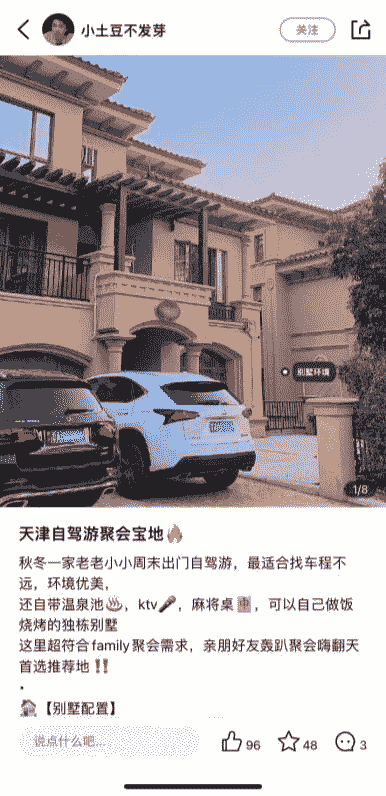 小土豆不发芽
关注
别墅环境
1/8
天津自驾游聚会宝地🔥
秋冬一家老老小小周末出门自驾游，最适合找车程不
远，环境优美，
还自带温泉池♨️，ktv🎤，麻将桌🀄，可以自己做饭
烧烤的独栋别墅
这里超符合family聚会需求，亲朋好友轰趴聚会嗨翻天
首选推荐地‼️
.
🏠【别墅配置】
说点什么吧...
96
48
3